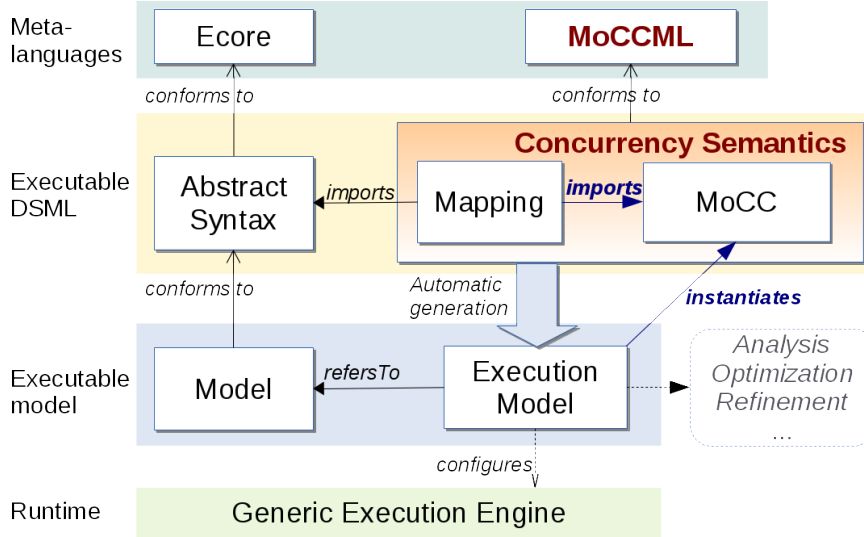 Meta-
languages
Ecore
MoCCML
conforms to
conforms to
Concurrency Semantics
Executable
DSML
Abstract
Syntax
imports
Mapping
imports
MoCC
conforms to
Automatic
generation
instantiates
Executable
model
Model
refersTo
Execution
Model
Analysis
Optimization
Refinement
...
configures
Runtime
Generic Execution Engine